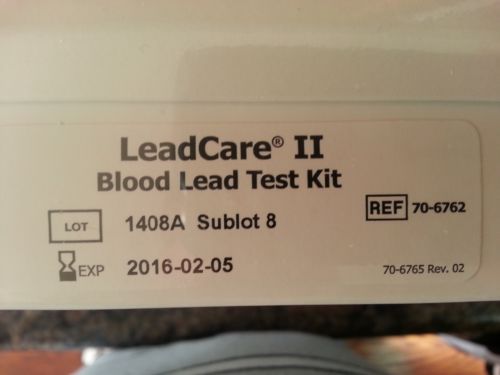 LeadCare® II
Blood Lead Test Kit
LOT 1408A Sublot 8
REF 70-6762
EXP 2016-02-05
70-6765 Rev. 02